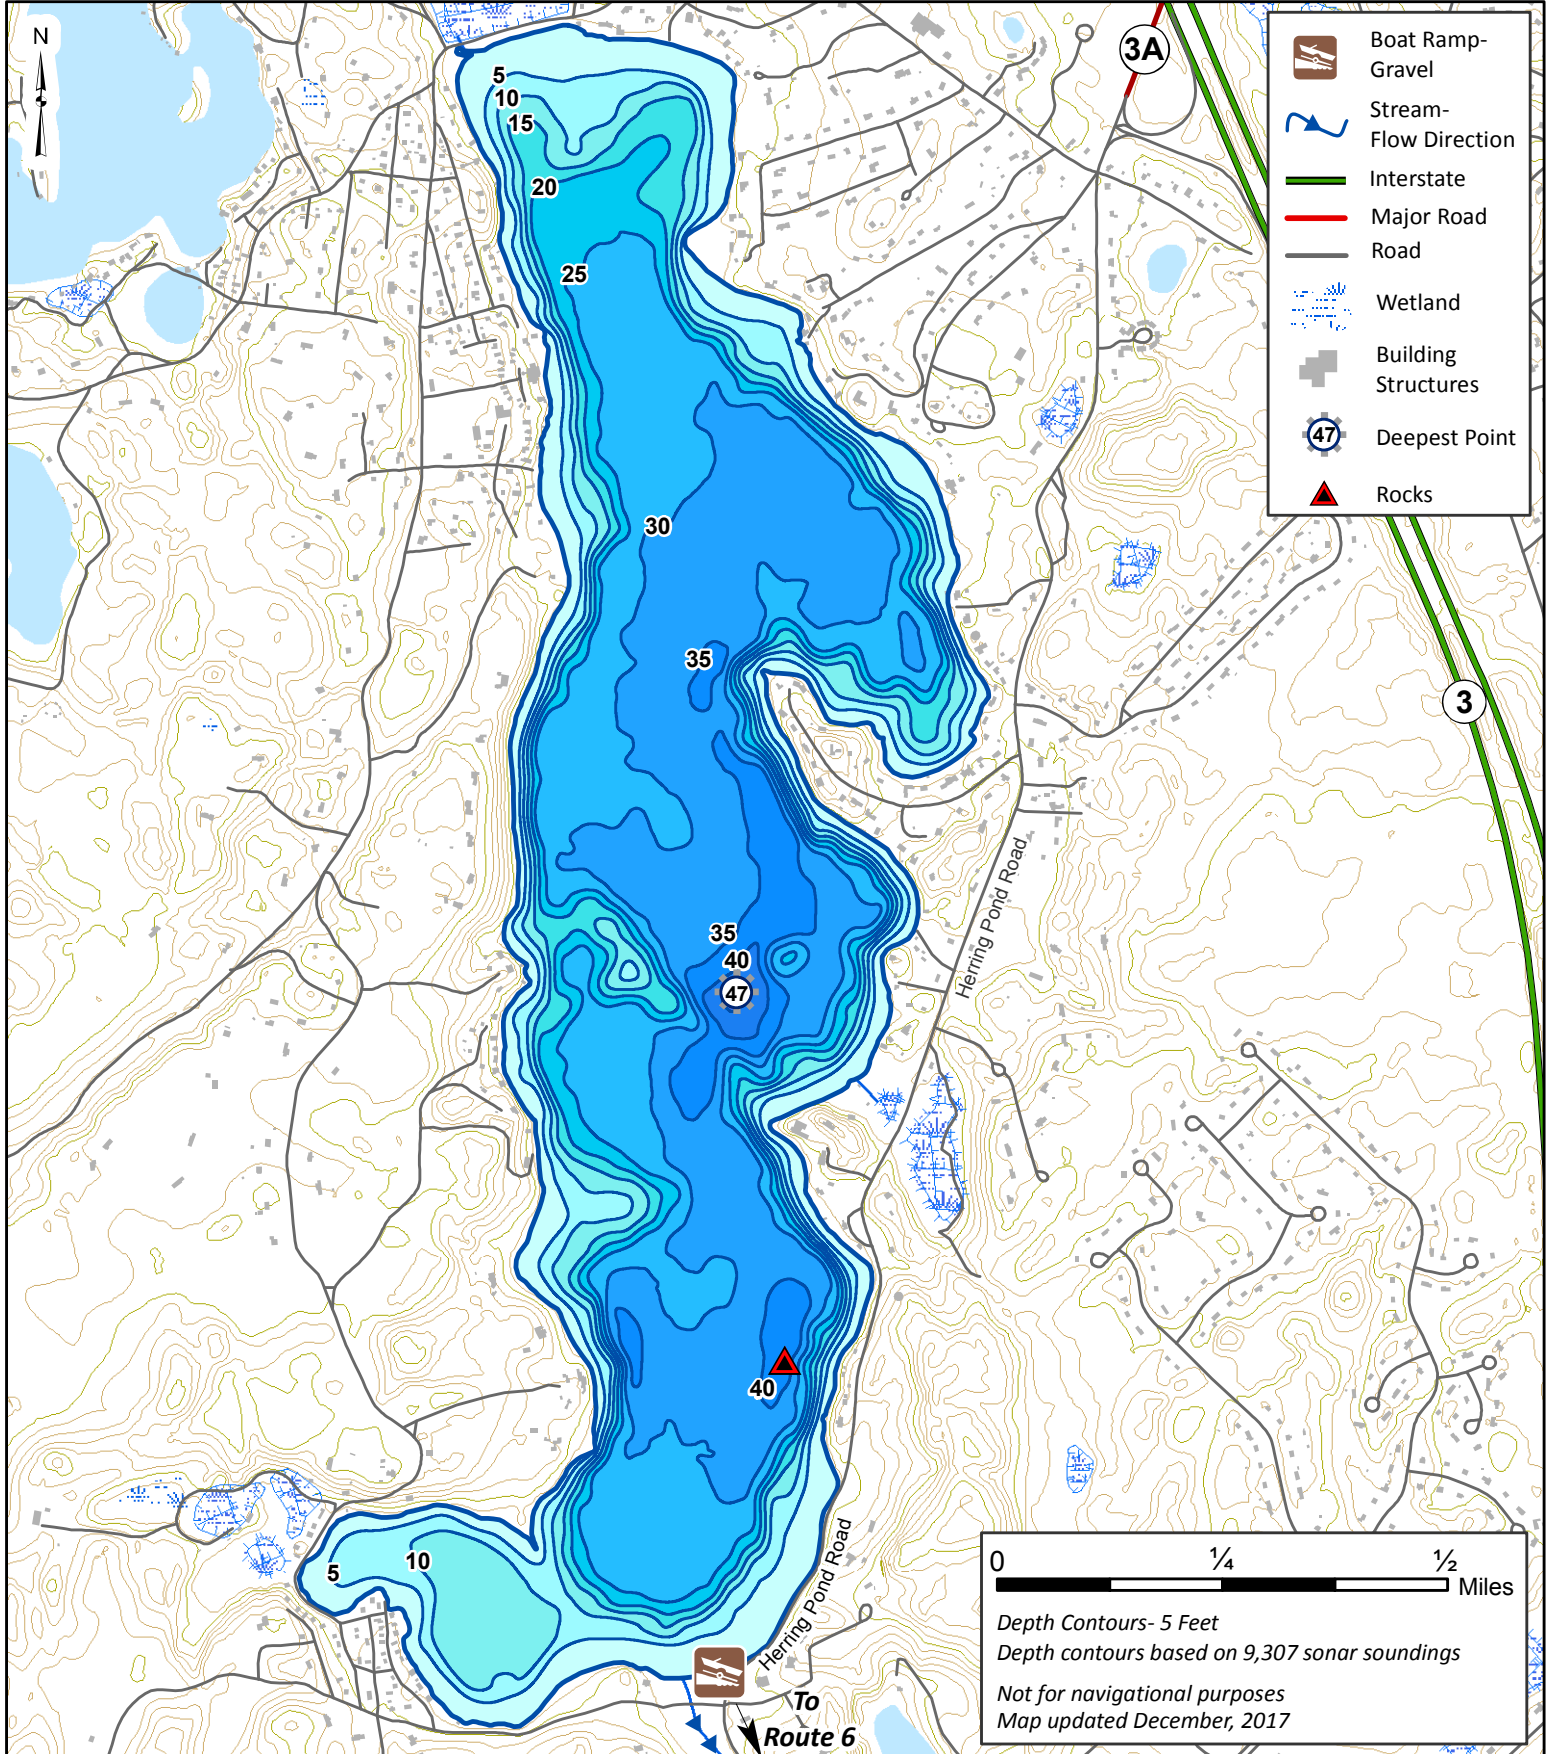 N
3A
Boat Ramp-
Gravel
Stream-
Flow Direction
Interstate
Major Road
Road
Wetland
Building
Structures
47
Deepest Point
Rocks
5
10
15
20
25
30
35
3
Herring Pond Road
35
40
47
40
5
10
Herring Pond Road
To
Route 6
0 ¼ ½
Miles
Depth Contours- 5 Feet
Depth contours based on 9,307 sonar soundings
Not for navigational purposes
Map updated December, 2017